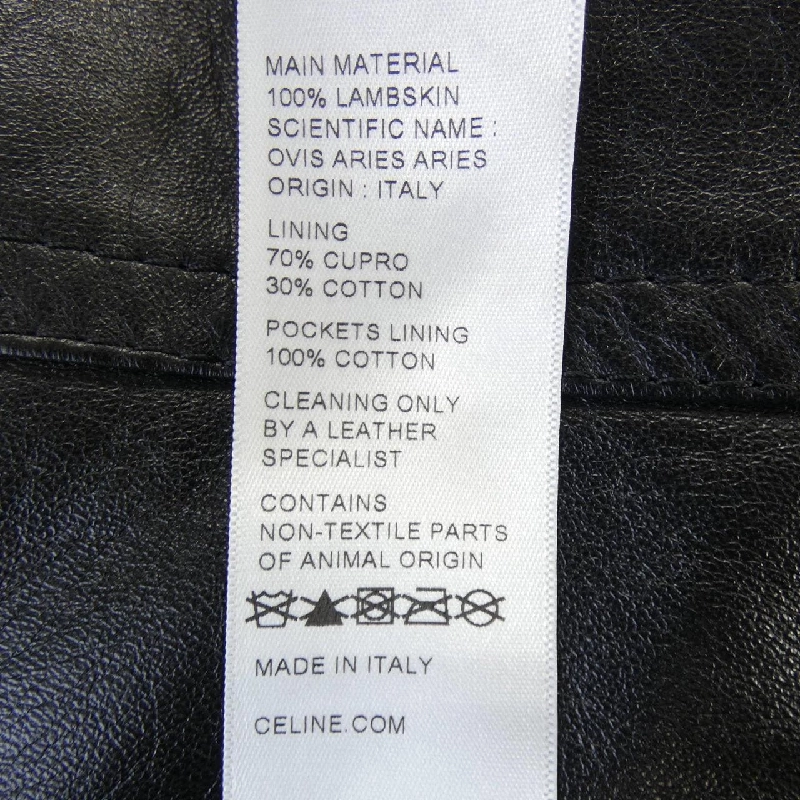 MAIN MATERIAL
100% LAMBSKIN
SCIENTIFIC NAME :
OVIS ARIES ARIES
ORIGIN : ITALY
LINING
70% CUPRO
30% COTTON
POCKETS LINING
100% COTTON
CLEANING ONLY
BY A LEATHER
SPECIALIST
CONTAINS
NON-TEXTILE PARTS
OF ANIMAL ORIGIN
MADE IN ITALY
CELINE.COM